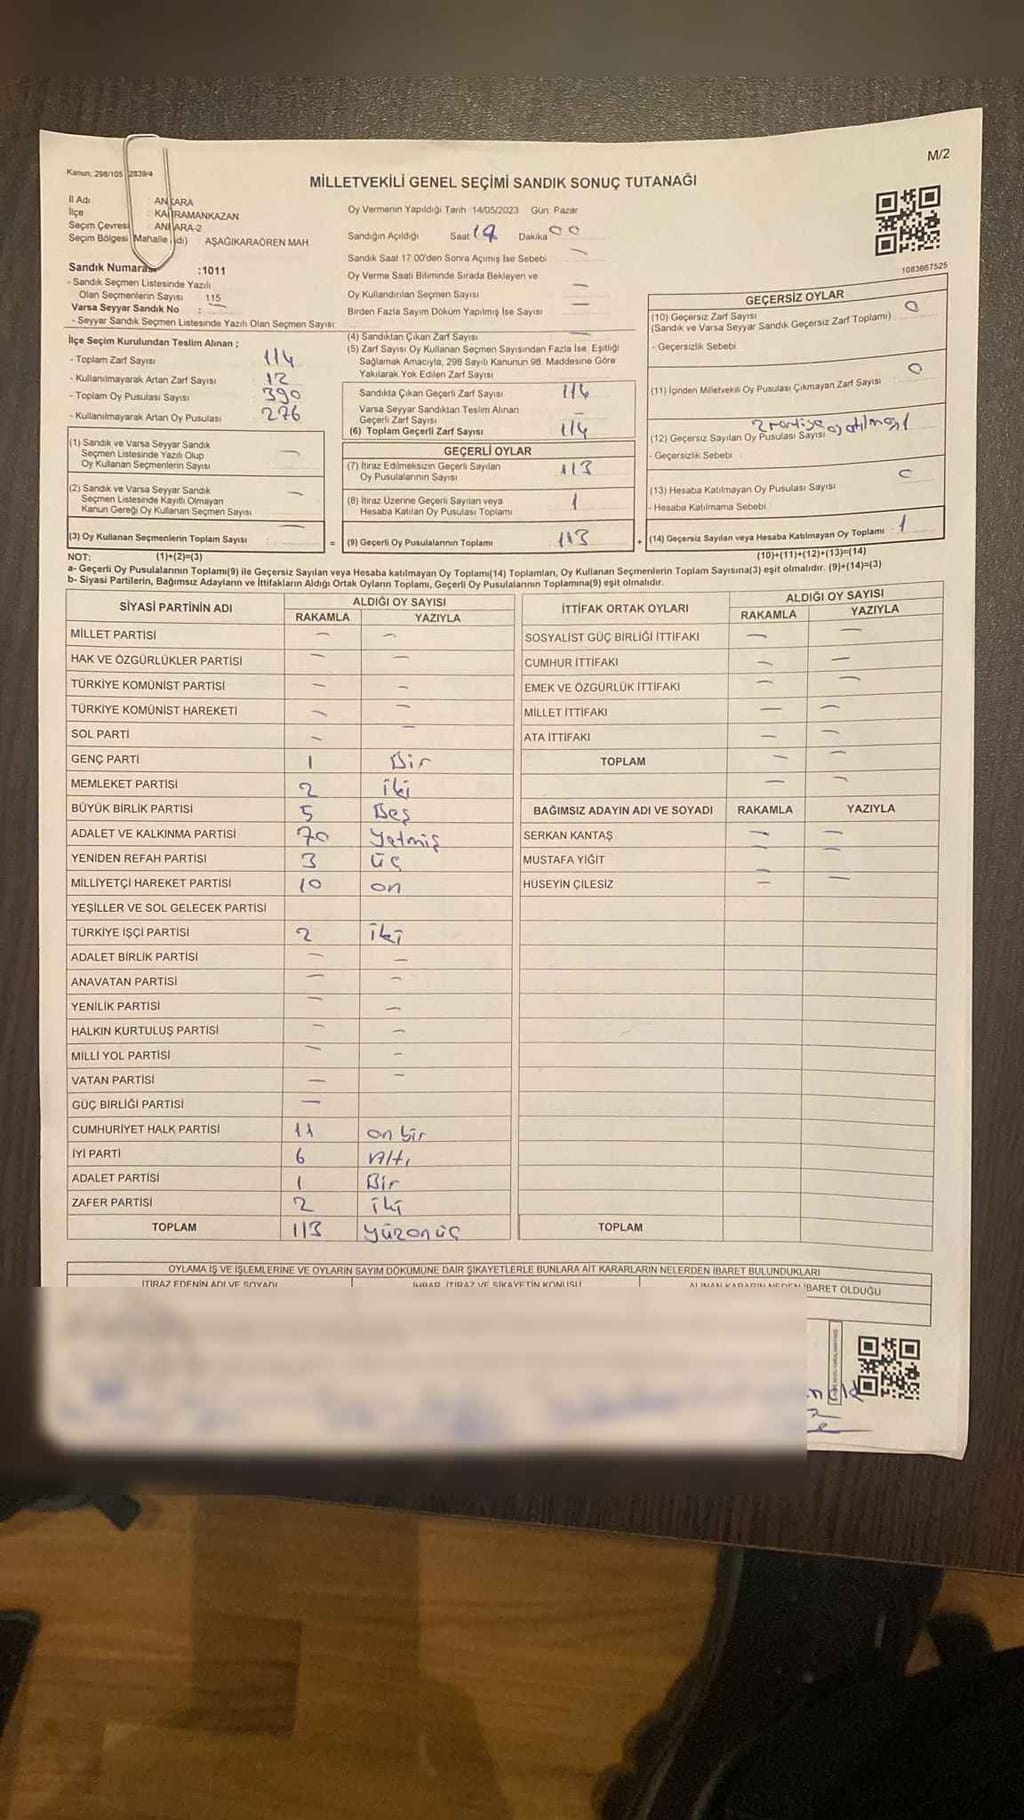 M/2
Kanun, 298/105 2839/4
MİLLETVEKİLİ GENEL SEÇİMİ SANDIK SONUÇ TUTANAĞI
İl Adı : ANKARA
İlçe : KAHRAMANKAZAN
Seçim Çevresi : ANKARA-2
Seçim Bölgesi (Mahalle Adı) : AŞAĞIKARAÖREN MAH
Sandık Numarası :1011
- Sandık Seçmen Listesinde Yazılı
Olan Seçmenlerin Sayısı : 115
Varsa Seyyar Sandık No : —
- Seyyar Sandık Seçmen Listesinde Yazılı Olan Seçmen Sayısı
Oy Vermenin Yapıldığı Tarih 14/05/2023 Gün Pazar
Sandığın Açıldığı Saat Dakika 00
Sandık Saat 17 00'den Sonra Açımış İse Sebebi —
Oy Verme Saati Bitiminde Sırada Bekleyen ve
Oy Kullandırılan Seçmen Sayısı —
Birden Fazla Sayım Döküm Yapılmış İse Sayısı —
1083667525
İlçe Seçim Kurulundan Teslim Alınan ;
- Toplam Zarf Sayısı 114
- Kullanılmayarak Artan Zarf Sayısı 12
- Toplam Oy Pusulası Sayısı 390
- Kullanılmayarak Artan Oy Pusulası 276
(1) Sandık ve Varsa Seyyar Sandık
Seçmen Listesinde Yazılı Olup
Oy Kullanan Seçmenlerin Sayısı —
(2) Sandık ve Varsa Seyyar Sandık
Seçmen Listesinde Kayıtlı Olmayan
Kanun Gereği Oy Kullanan Seçmen Sayısı —
(3) Oy Kullanan Seçmenlerin Toplam Sayısı —
(4) Sandıktan Çıkan Zarf Sayısı —
(5) Zarf Sayısı Oy Kullanan Seçmen Sayısından Fazla İse, Eşitliği
Sağlamak Amacıyla, 298 Sayılı Kanunun 98. Maddesine Göre
Yakılarak Yok Edilen Zarf Sayısı
Sandıkta Çıkan Geçerli Zarf Sayısı 114
Varsa Seyyar Sandıktan Teslim Alınan
Geçerli Zarf Sayısı —
(6) Toplam Geçerli Zarf Sayısı 114
GEÇERLİ OYLAR
(7) İtiraz Edilmeksizin Geçerli Sayılan
Oy Pusulalarının Sayısı 113
(8) İtiraz Üzerine Geçerli Sayılan veya
Hesaba Katılan Oy Pusulası Toplamı 1
= (9) Geçerli Oy Pusulalarının Toplamı 113
GEÇERSİZ OYLAR
(10) Geçersiz Zarf Sayısı 0
(Sandık ve Varsa Seyyar Sandık Geçersiz Zarf Toplamı)
- Geçersizlik Sebebi
(11) İçinden Milletvekili Oy Pusulası Çıkmayan Zarf Sayısı 0
2 Partiye oy atılmış 1
(12) Geçersiz Sayılan Oy Pusulası Sayısı
- Geçersizlik Sebebi :
(13) Hesaba Katılmayan Oy Pusulası Sayısı
- Hesaba Katılmama Sebebi
+ (14) Geçersiz Sayılan veya Hesaba Katılmayan Oy Toplamı 1
NOT: (1)+(2)=(3)
(10)+(11)+(12)+(13)=(14)
a- Geçerli Oy Pusulalarının Toplamı(9) ile Geçersiz Sayılan veya Hesaba katılmayan Oy Toplamı(14) Toplamları, Oy Kullanan Seçmenlerin Toplam Sayısına(3) eşit olmalıdır. (9)+(14)=(3)
b- Siyasi Partilerin, Bağımsız Adayların ve İttifakların Aldığı Ortak Oyların Toplamı, Geçerli Oy Pusulalarının Toplamına(9) eşit olmalıdır.
SİYASİ PARTİNİN ADI ALDIĞI OY SAYISI
RAKAMLA YAZIYLA
MİLLET PARTİSİ — —
HAK VE ÖZGÜRLÜKLER PARTİSİ — —
TÜRKİYE KOMÜNİST PARTİSİ — —
TÜRKİYE KOMÜNİST HAREKETİ — —
SOL PARTİ — —
GENÇ PARTİ 1 Bir
MEMLEKET PARTİSİ 2 iki
BÜYÜK BİRLİK PARTİSİ 5 Beş
ADALET VE KALKINMA PARTİSİ 70 Yetmiş
YENİDEN REFAH PARTİSİ 3 üç
MİLLİYETÇİ HAREKET PARTİSİ 10 on
YEŞİLLER VE SOL GELECEK PARTİSİ
TÜRKİYE İŞÇİ PARTİSİ 2 iki
ADALET BİRLİK PARTİSİ — —
ANAVATAN PARTİSİ — —
YENİLİK PARTİSİ — —
HALKIN KURTULUŞ PARTİSİ — —
MİLLİ YOL PARTİSİ — —
VATAN PARTİSİ — —
GÜÇ BİRLİĞİ PARTİSİ —
CUMHURİYET HALK PARTİSİ 11 on bir
İYİ PARTİ 6 Altı
ADALET PARTİSİ 1 Bir
ZAFER PARTİSİ 2 iki
TOPLAM 113 yüzonüç
İTTİFAK ORTAK OYLARI ALDIĞI OY SAYISI
RAKAMLA YAZIYLA
SOSYALİST GÜÇ BİRLİĞİ İTTİFAKI — —
CUMHUR İTTİFAKI — —
EMEK VE ÖZGÜRLÜK İTTİFAKI — —
MİLLET İTTİFAKI — —
ATA İTTİFAKI — —
TOPLAM — —
BAĞIMSIZ ADAYIN ADI VE SOYADI RAKAMLA YAZIYLA
SERKAN KANTAŞ — —
MUSTAFA YİĞİT — —
HÜSEYİN ÇİLESİZ — —
TOPLAM
OYLAMA İŞ VE İŞLEMLERİNE VE OYLARIN SAYIM DÖKÜMÜNE DAİR ŞİKAYETLERLE BUNLARA AİT KARARLARIN NELERDEN İBARET BULUNDUKLARI
İTİRAZ EDENİN ADI VE SOYADI İHBAR, İTİRAZ VE ŞİKAYETİN KONUSU ALINAN KARARIN NEDEN İBARET OLDUĞU